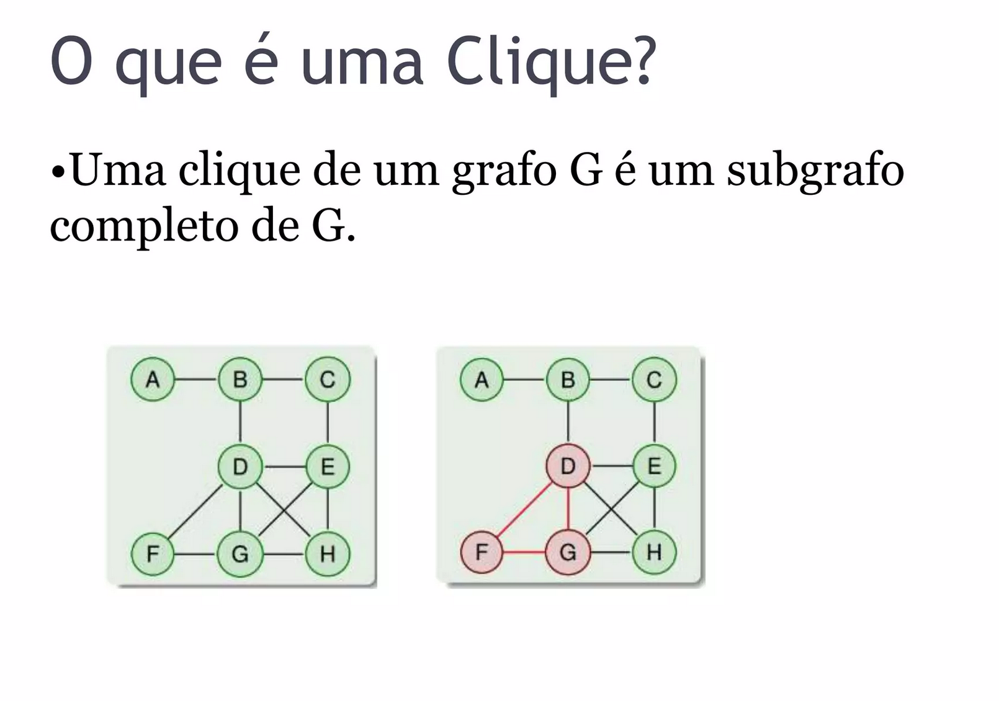 O que é uma Clique?
•Uma clique de um grafo G é um subgrafo
completo de G.
A B C
D E
F G H
A B C
D E
F G H